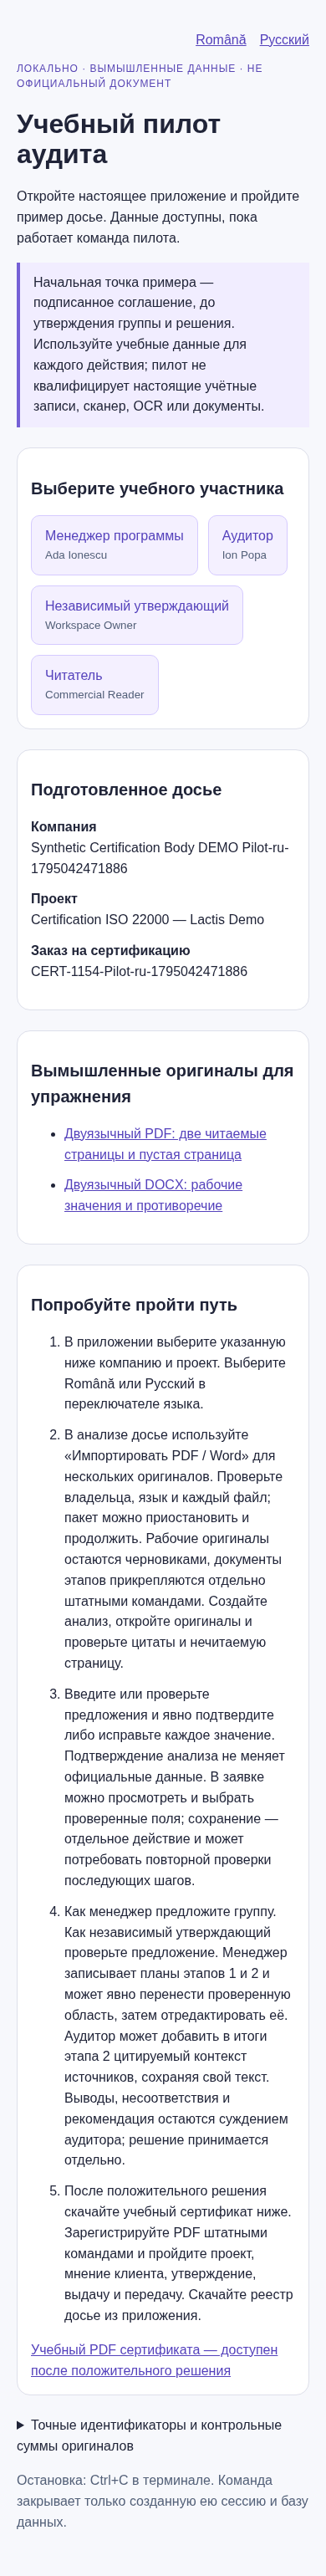 Română Русский
ЛОКАЛЬНО · ВЫМЫШЛЕННЫЕ ДАННЫЕ · НЕ
ОФИЦИАЛЬНЫЙ ДОКУМЕНТ
Учебный пилот
аудита
Откройте настоящее приложение и пройдите
пример досье. Данные доступны, пока
работает команда пилота.
Начальная точка примера —
подписанное соглашение, до
утверждения группы и решения.
Используйте учебные данные для
каждого действия; пилот не
квалифицирует настоящие учётные
записи, сканер, OCR или документы.
Выберите учебного участника
Менеджер программы
Ada Ionescu
Аудитор
Ion Popa
Независимый утверждающий
Workspace Owner
Читатель
Commercial Reader
Подготовленное досье
Компания
Synthetic Certification Body DEMO Pilot-ru-
1795042471886
Проект
Certification ISO 22000 — Lactis Demo
Заказ на сертификацию
CERT-1154-Pilot-ru-1795042471886
Вымышленные оригиналы для
упражнения
• Двуязычный PDF: две читаемые
страницы и пустая страница
• Двуязычный DOCX: рабочие
значения и противоречие
Попробуйте пройти путь
1. В приложении выберите указанную
ниже компанию и проект. Выберите
Română или Русский в
переключателе языка.
2. В анализе досье используйте
«Импортировать PDF / Word» для
нескольких оригиналов. Проверьте
владельца, язык и каждый файл;
пакет можно приостановить и
продолжить. Рабочие оригиналы
остаются черновиками, документы
этапов прикрепляются отдельно
штатными командами. Создайте
анализ, откройте оригиналы и
проверьте цитаты и нечитаемую
страницу.
3. Введите или проверьте
предложения и явно подтвердите
либо исправьте каждое значение.
Подтверждение анализа не меняет
официальные данные. В заявке
можно просмотреть и выбрать
проверенные поля; сохранение —
отдельное действие и может
потребовать повторной проверки
последующих шагов.
4. Как менеджер предложите группу.
Как независимый утверждающий
проверьте предложение. Менеджер
записывает планы этапов 1 и 2 и
может явно перенести проверенную
область, затем отредактировать её.
Аудитор может добавить в итоги
этапа 2 цитируемый контекст
источников, сохраняя свой текст.
Выводы, несоответствия и
рекомендация остаются суждением
аудитора; решение принимается
отдельно.
5. После положительного решения
скачайте учебный сертификат ниже.
Зарегистрируйте PDF штатными
командами и пройдите проект,
мнение клиента, утверждение,
выдачу и передачу. Скачайте реестр
досье из приложения.
Учебный PDF сертификата — доступен
после положительного решения
▶ Точные идентификаторы и контрольные
суммы оригиналов
Остановка: Ctrl+C в терминале. Команда
закрывает только созданную ею сессию и базу
данных.